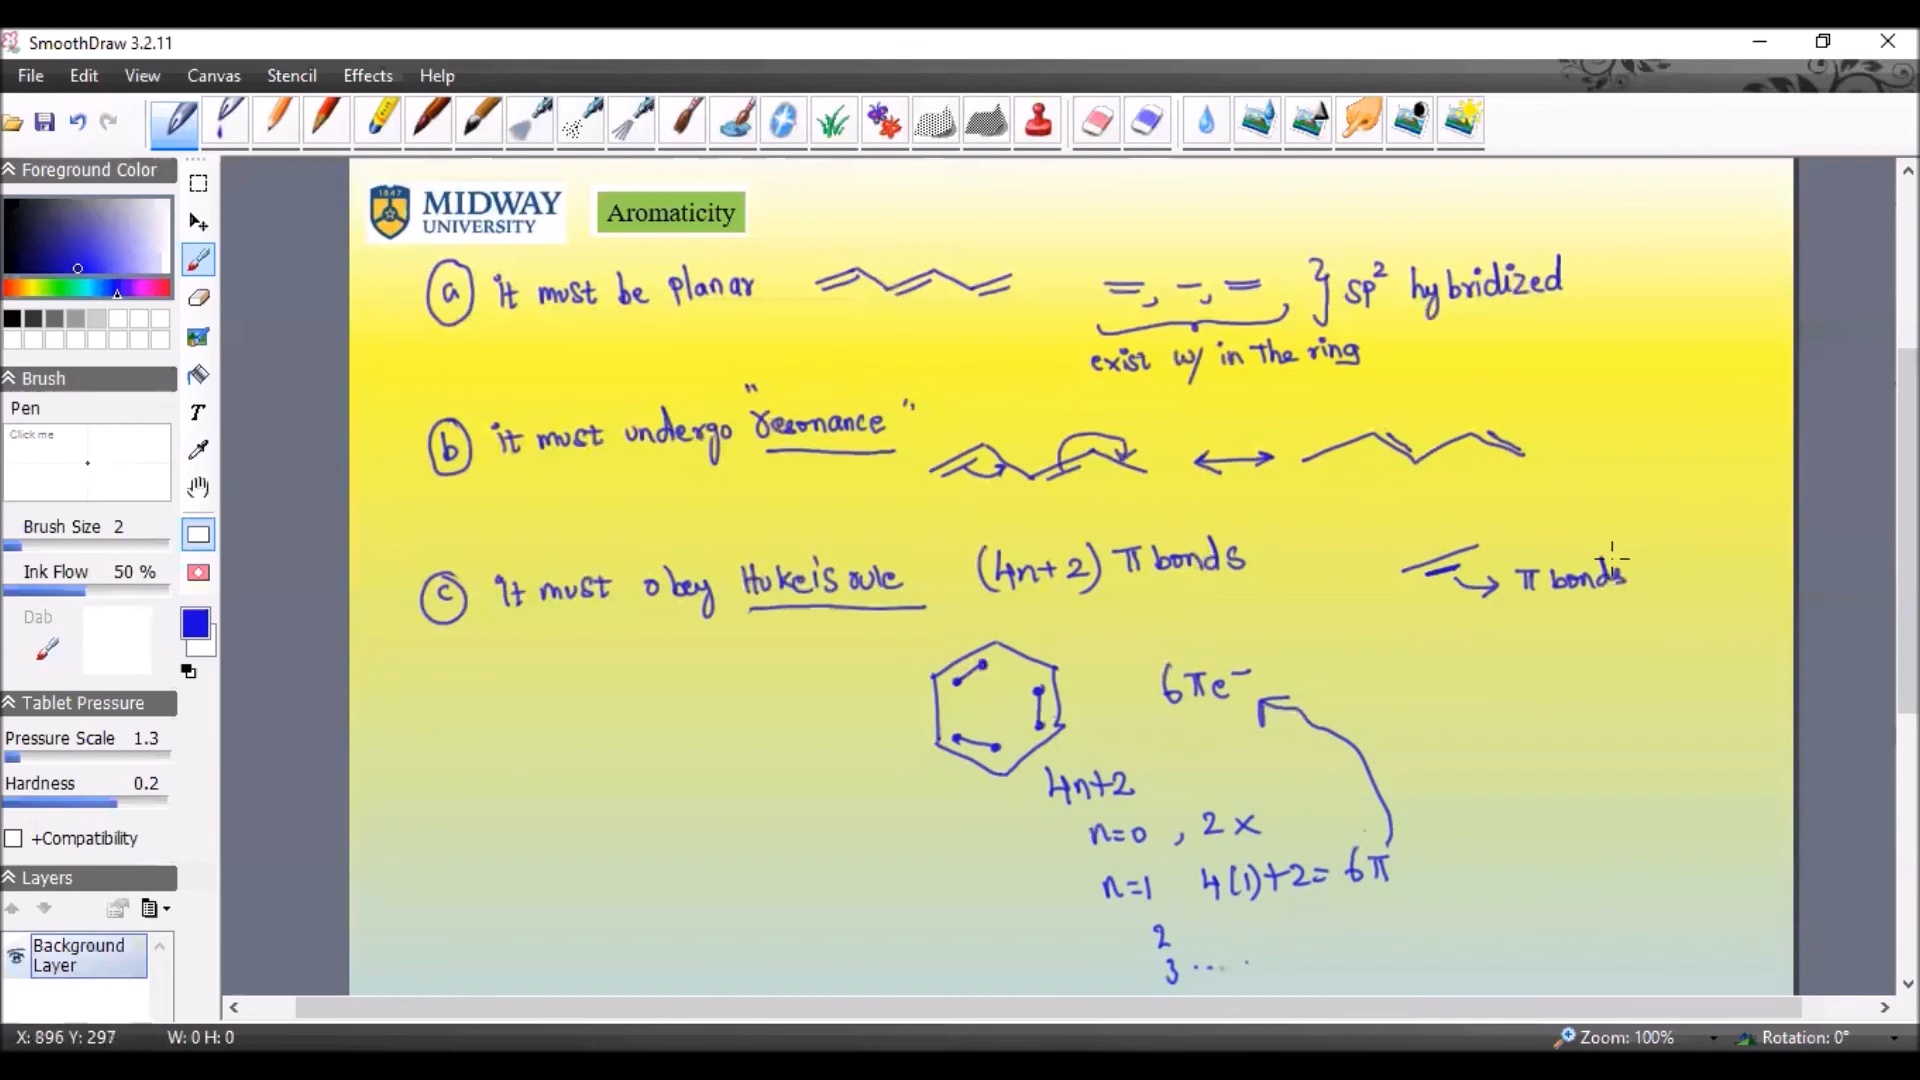 SmoothDraw 3.2.11
File Edit View Canvas Stencil Effects Help
Foreground Color
Brush
Pen
Click me
Brush Size 2
Ink Flow 50 %
Dab
Tablet Pressure
Pressure Scale 1.3
Hardness 0.2
+Compatibility
Layers
Background
Layer
1847
MIDWAY
UNIVERSITY
Aromaticity
a it must be planar =, -, =, } sp² hybridized
exist w/ in the ring
b it must undergo "resonance"
c It must obey Hukei's rule (4n+2) π bonds
π bonds
6πe⁻
4n+2
n=0 , 2 x
n=1 4(1)+2= 6π
2
3 ....
X: 896 Y: 297 W: 0 H: 0 Zoom: 100% Rotation: 0°